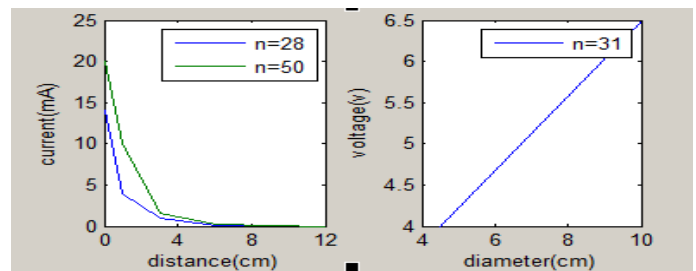 25
20
15
10
5
0
current(mA)
n=28
n=50
0 4 8 12
distance(cm)
6.5
6
5.5
5
4.5
4
voltage(v)
n=31
4 6 8 10
diameter(cm)